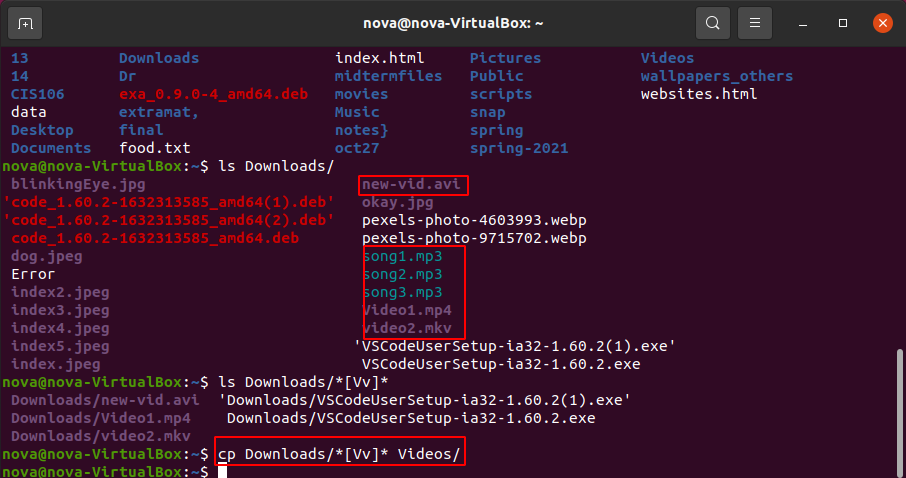 nova@nova-VirtualBox: ~
13 Downloads index.html Pictures Videos
14 Dr midtermfiles Public wallpapers_others
CIS106 exa_0.9.0-4_amd64.deb movies scripts websites.html
data extramat, Music snap
Desktop final notes} spring
Documents food.txt oct27 spring-2021
nova@nova-VirtualBox:~$ ls Downloads/
blinkingEye.jpg new-vid.avi
'code_1.60.2-1632313585_amd64(1).deb' okay.jpg
'code_1.60.2-1632313585_amd64(2).deb' pexels-photo-4603993.webp
code_1.60.2-1632313585_amd64.deb pexels-photo-9715702.webp
dog.jpeg song1.mp3
Error song2.mp3
index2.jpeg song3.mp3
index3.jpeg Video1.mp4
index4.jpeg video2.mkv
index5.jpeg 'VSCodeUserSetup-ia32-1.60.2(1).exe'
index.jpeg VSCodeUserSetup-ia32-1.60.2.exe
nova@nova-VirtualBox:~$ ls Downloads/*[Vv]*
Downloads/new-vid.avi 'Downloads/VSCodeUserSetup-ia32-1.60.2(1).exe'
Downloads/Video1.mp4 Downloads/VSCodeUserSetup-ia32-1.60.2.exe
Downloads/video2.mkv
nova@nova-VirtualBox:~$ cp Downloads/*[Vv]* Videos/
nova@nova-VirtualBox:~$